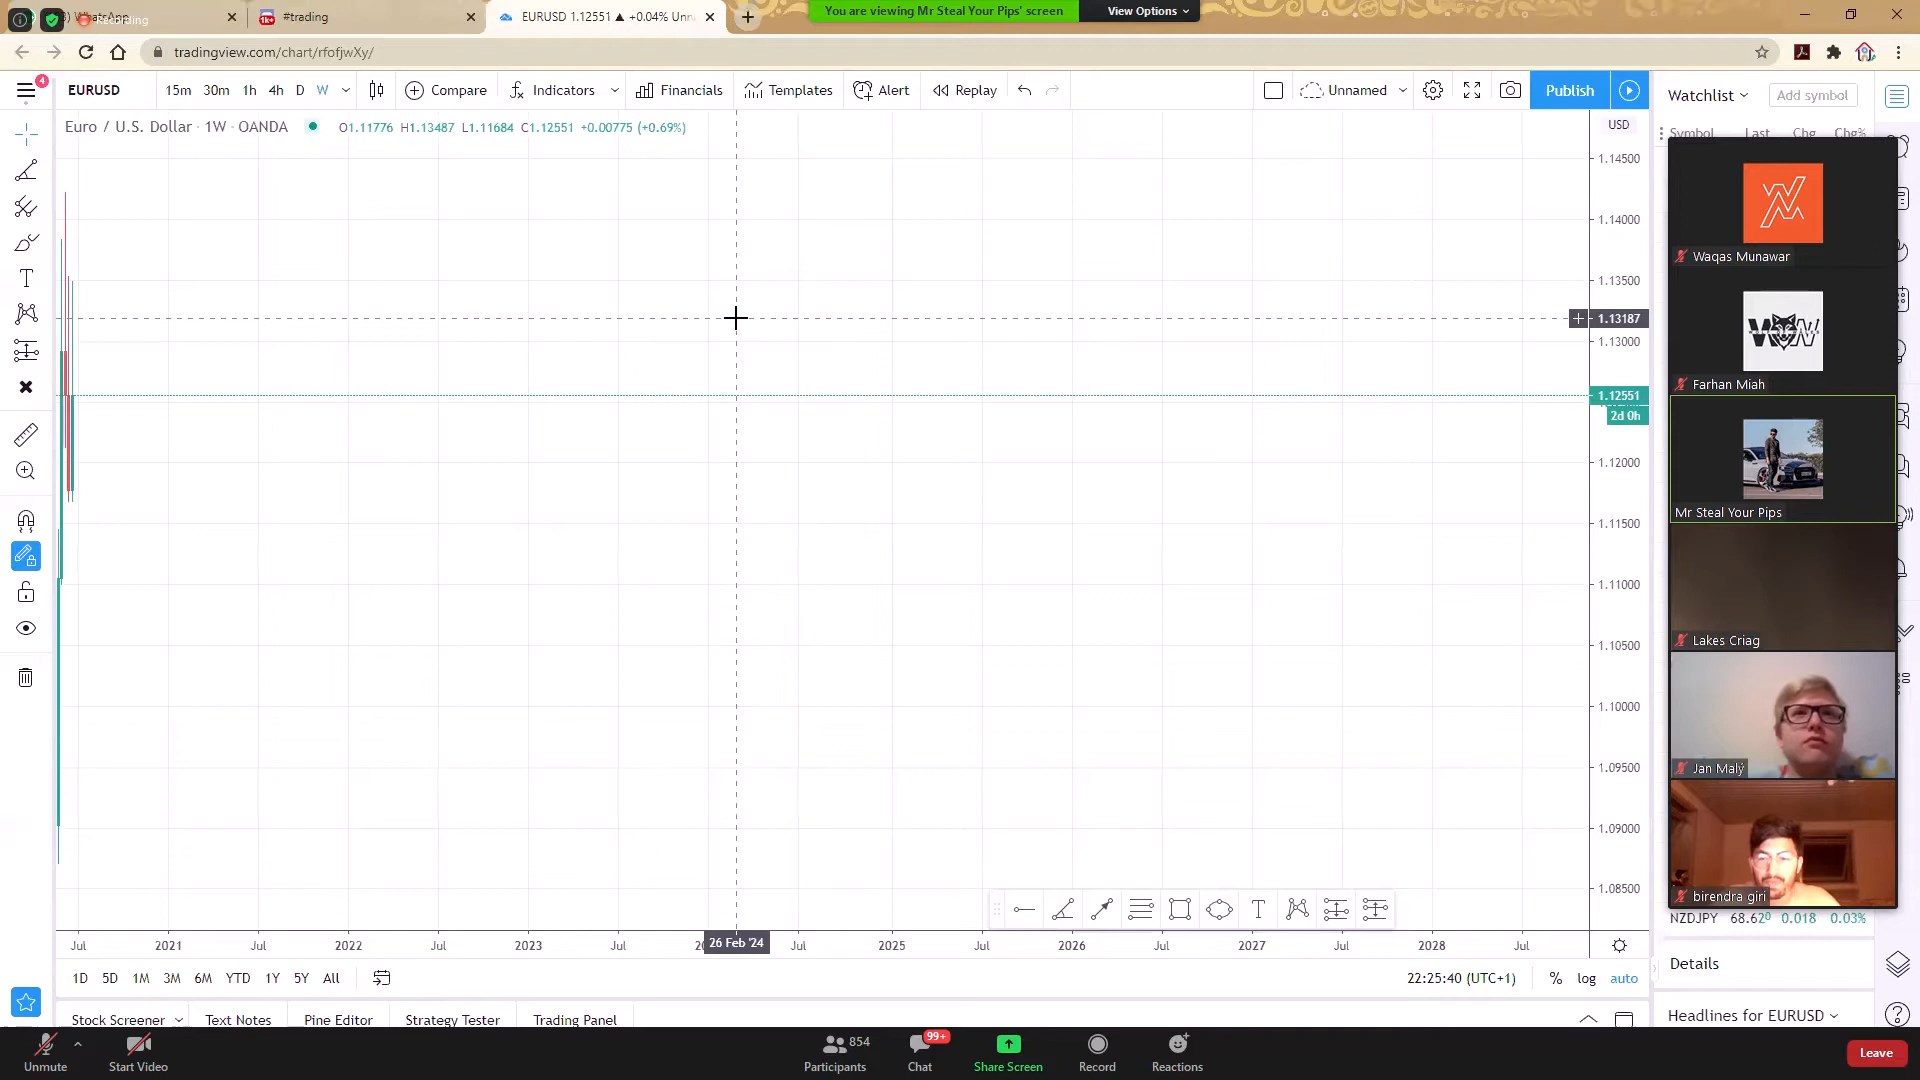 WhatsApp
Recording
#trading
EURUSD 1.12551 ▲ +0.04% Unn
You are viewing Mr Steal Your Pips' screen
View Options
tradingview.com/chart/rfofjwXy/
4
EURUSD
15m 30m 1h 4h D W
Compare
Indicators
Financials
Templates
Alert
Replay
Unnamed
Publish
Watchlist
Add symbol
Euro / U.S. Dollar · 1W · OANDA
O1.11776 H1.13487 L1.11684 C1.12551 +0.00775 (+0.69%)
USD
Symbol Last Chg Chg%
1.14500
1.14000
1.13500
1.13187
1.13000
1.12551
2d 0h
1.12000
1.11500
1.11000
1.10500
1.10000
1.09500
1.09000
1.08500
Waqas Munawar
Farhan Miah
Mr Steal Your Pips
Lakes Criag
Jan Malý
birendra giri
NZDJPY 68.620 0.018 0.03%
Jul 2021 Jul 2022 Jul 2023 Jul 26 Feb '24 Jul 2025 Jul 2026 Jul 2027 Jul 2028 Jul
Details
1D 5D 1M 3M 6M YTD 1Y 5Y All
22:25:40 (UTC+1)
% log auto
Stock Screener
Text Notes
Pine Editor
Strategy Tester
Trading Panel
Headlines for EURUSD
Unmute
Start Video
854
Participants
99+
Chat
Share Screen
Record
Reactions
Leave